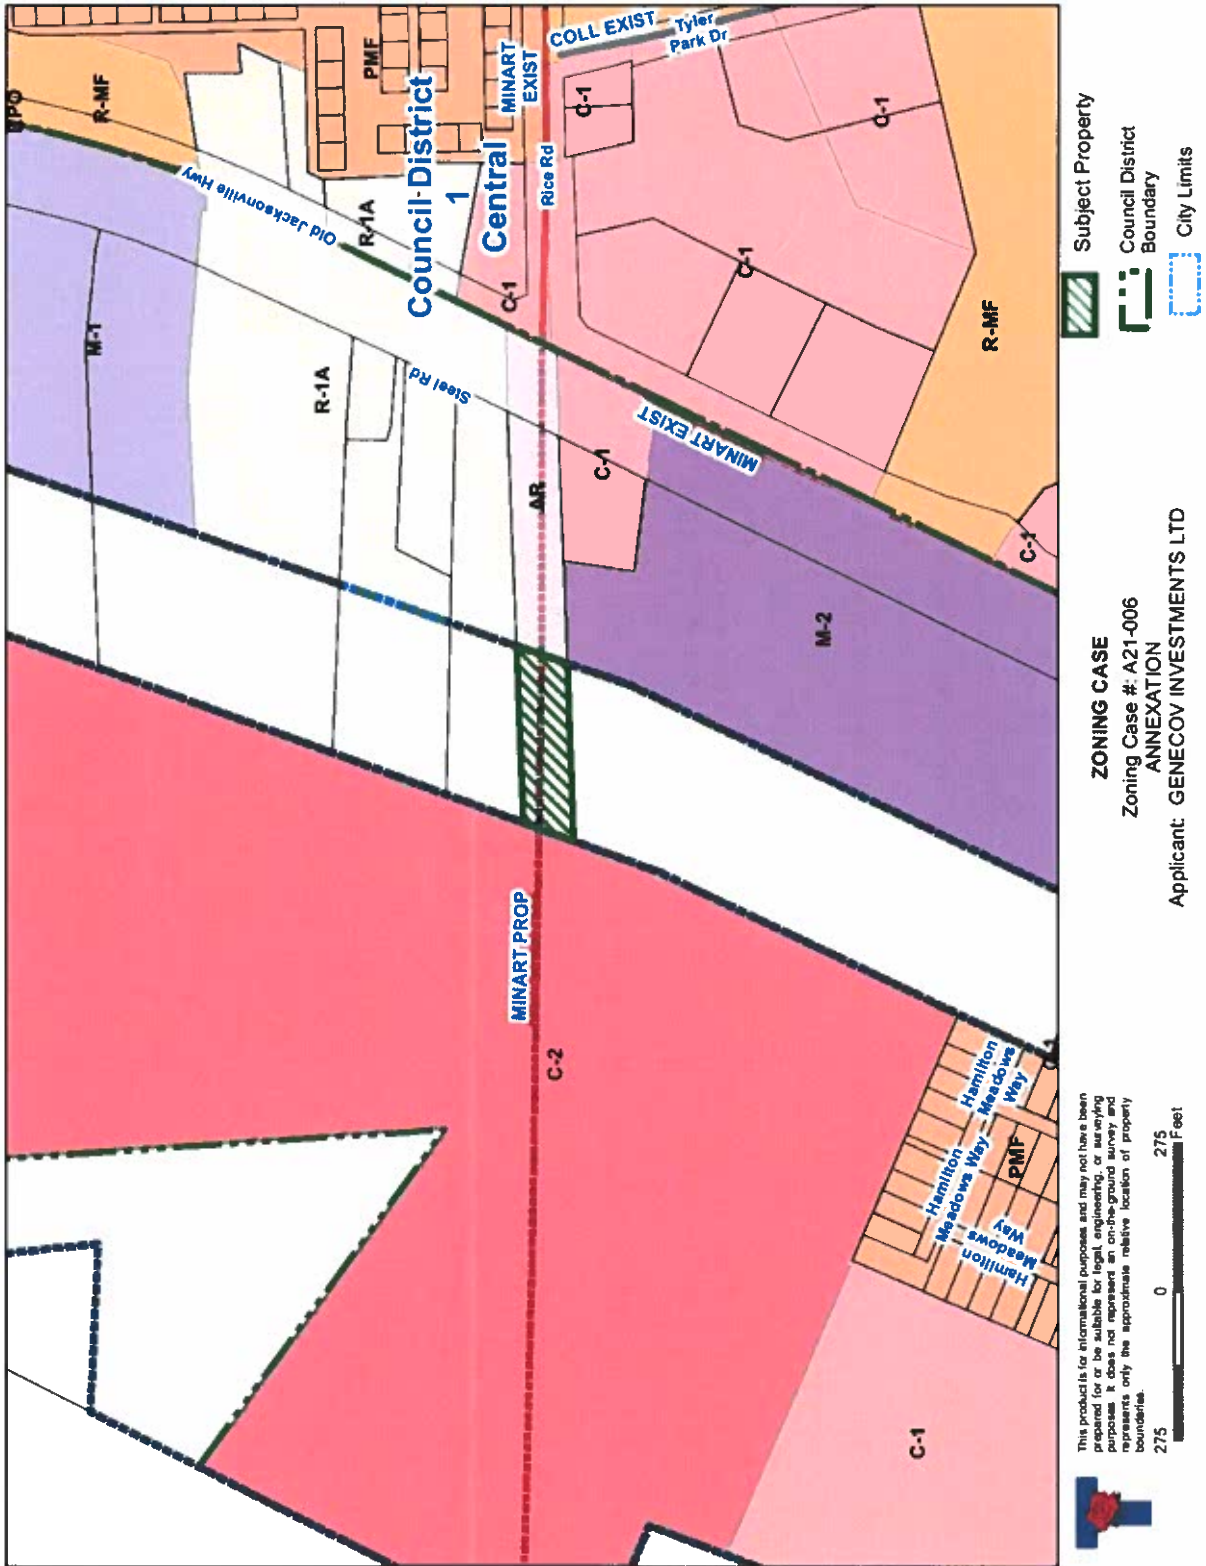 R-MF
PMF
COLL EXIST
Tyler
Park Dr
MINART
EXIST
C-1
C-1
Old Jacksonville Hwy
Council-District
1
Central
Rice Rd
R-1A
M-1
C-1
C-1
R-1A
Steel Rd
R-MF
MINART EXIST
AR
C-1
C-1
M-2
MINART PROP
C-2
Hamilton
Meadows
Way
Hamilton
Meadows Way
PMF
Hamilton
Meadows
Way
C-1
Subject Property
Council District
Boundary
City Limits
ZONING CASE
Zoning Case #: A21-006
ANNEXATION
Applicant: GENECOV INVESTMENTS LTD
This product is for informational purposes and may not have been
prepared for or be suitable for legal, engineering, or surveying
purposes. It does not represent an on-the-ground survey and
represents only the approximate relative location of property
boundaries.
275 0 275
Feet